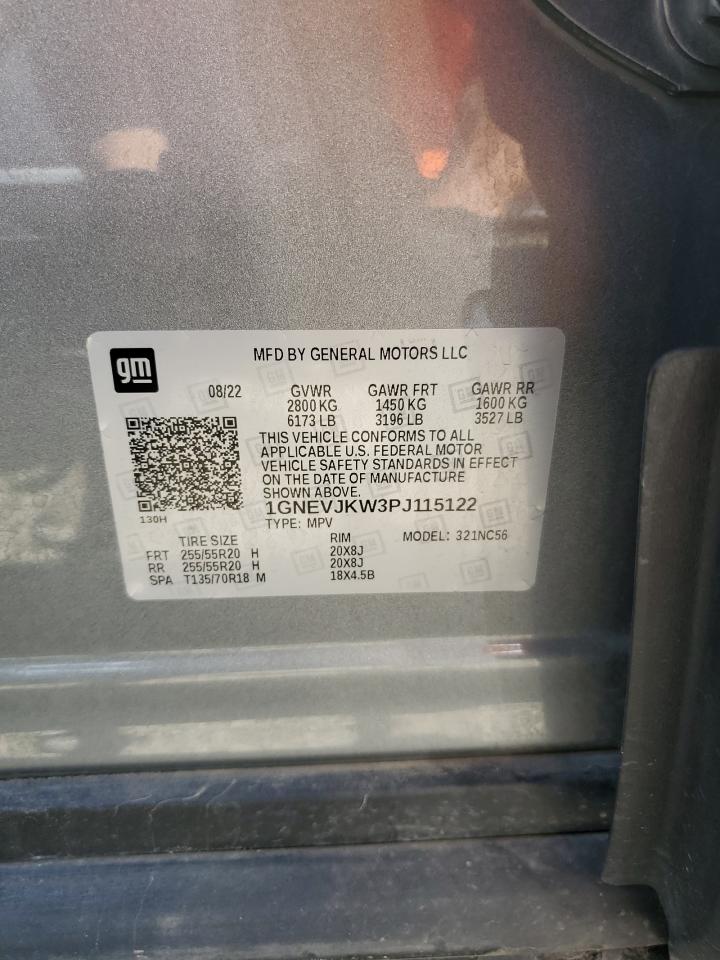 gm
MFD BY GENERAL MOTORS LLC
08/22 GVWR GAWR FRT GAWR RR
2800 KG 1450 KG 1600 KG
6173 LB 3196 LB 3527 LB
THIS VEHICLE CONFORMS TO ALL
APPLICABLE U.S. FEDERAL MOTOR
VEHICLE SAFETY STANDARDS IN EFFECT
ON THE DATE OF MANUFACTURE
SHOWN ABOVE.
1GNEVJKW3PJ115122
130H
TYPE: MPV
TIRE SIZE RIM MODEL: 321NC56
FRT 255/55R20 H 20X8J
RR 255/55R20 H 20X8J
SPA T135/70R18 M 18X4.5B